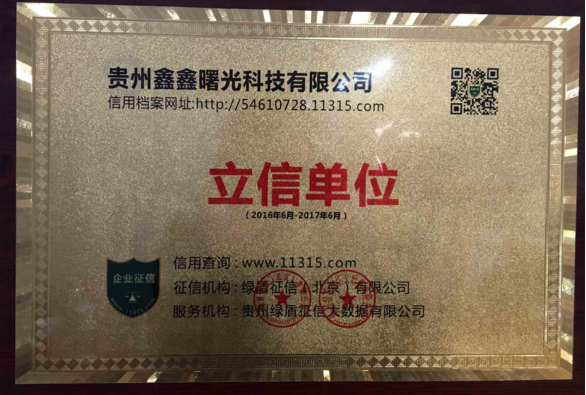 贵州鑫鑫曙光科技有限公司
信用档案网址:http://54610728.11315.com
立信单位
（2016年6月-2017年6月）
企业征信
信用查询：www.11315.com
征信机构：绿盾征信（北京）有限公司
服务机构：贵州绿盾征信大数据有限公司